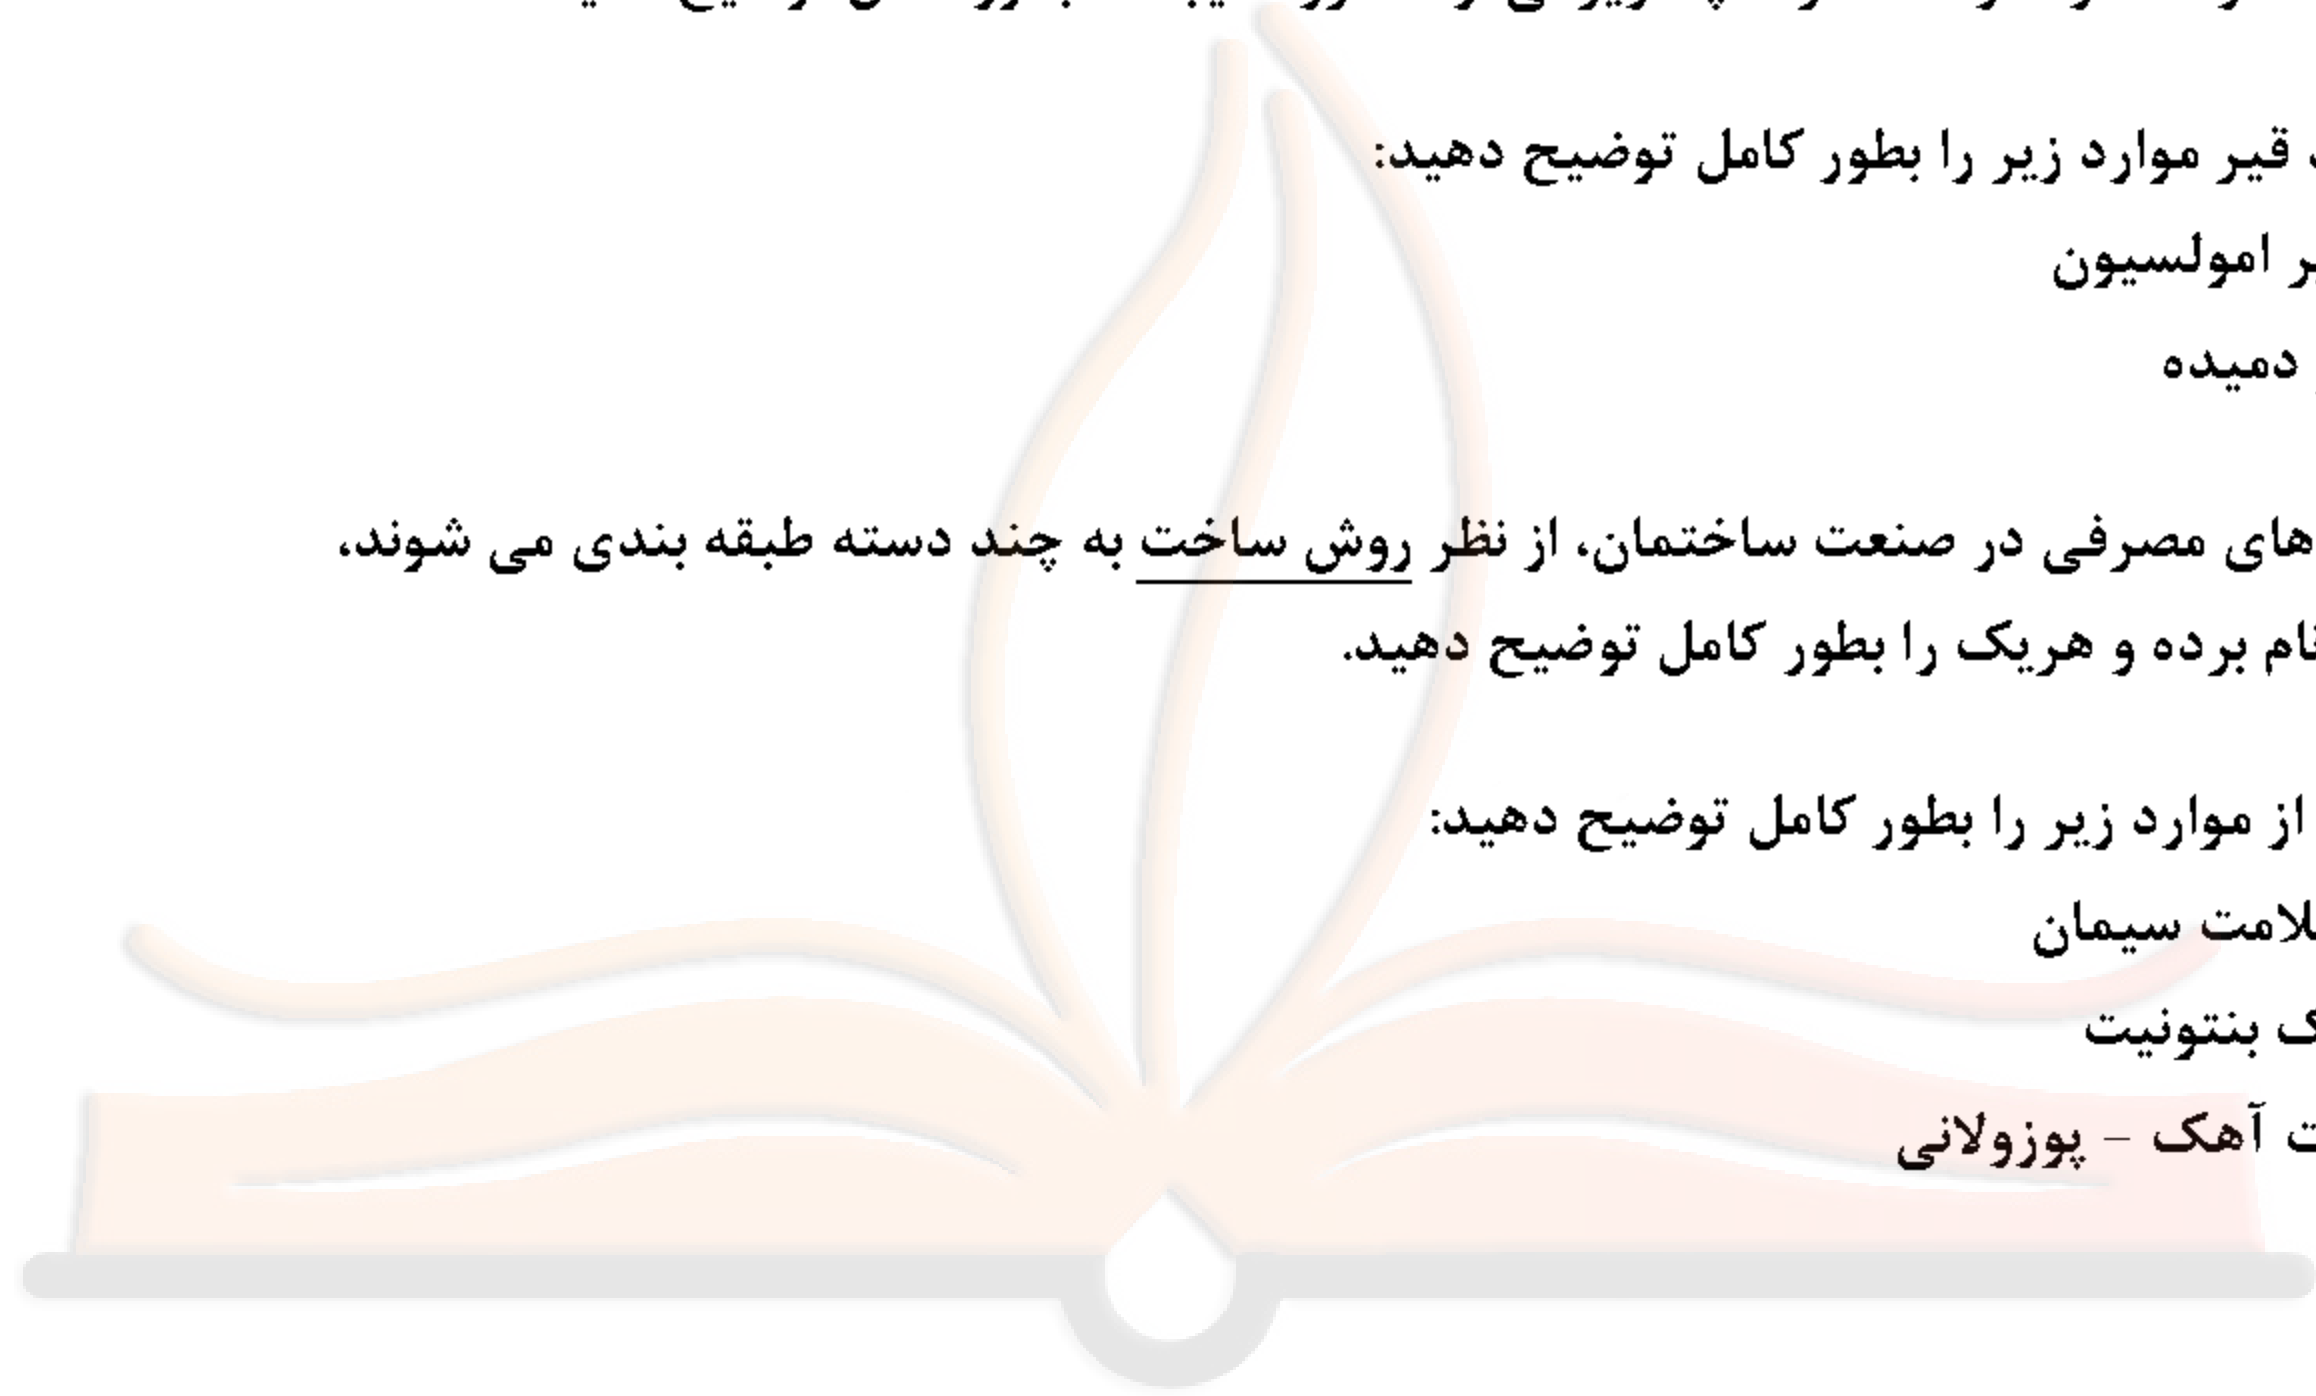 قیر موارد زیر را بطور کامل توضیح دهید:
امولسیون
دمیده
های مصرفی در صنعت ساختمان، از نظر روش ساخت به چند دسته طبقه بندی می شوند،
نام برده و هریک را بطور کامل توضیح دهید.
از موارد زیر را بطور کامل توضیح دهید:
سیمان
بنتونیت
آهک – پوزولانی